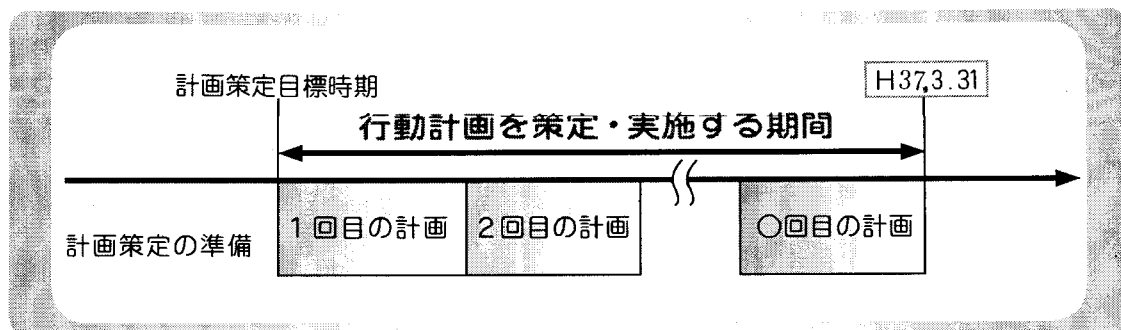 計画策定目標時期
H37.3.31
行動計画を策定・実施する期間
計画策定の準備
1回目の計画
2回目の計画
○回目の計画